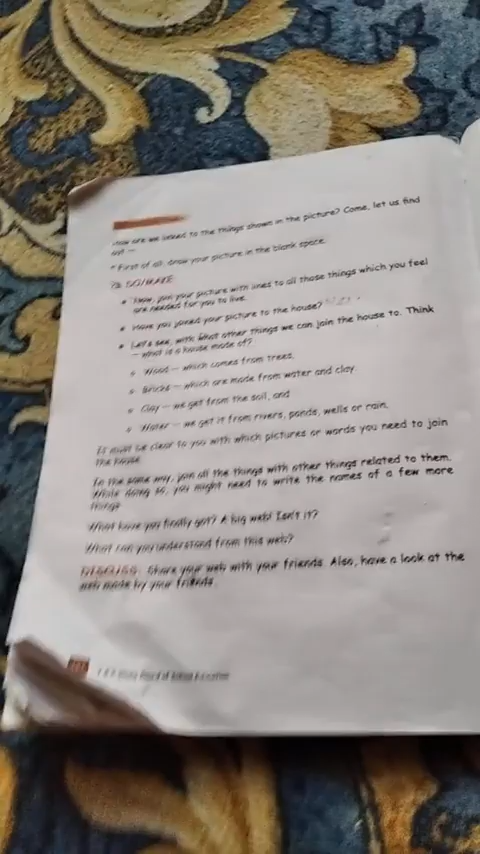 How are we linked to the things shown in the picture? Come, let us find
out —
* First of all, draw your picture in the blank space.
TO DO/MAKE
• Now, join your picture with lines to all those things which you feel
are needed for you to live.
• Have you joined your picture to the house?
• Let's see, with what other things we can join the house to. Think
— what is a house made of?
Wood — which comes from trees,
Bricks — which are made from water and clay
Clay — we get from the soil, and
Water — we get it from rivers, ponds, wells or rain.
It must be clear to you with which pictures or words you need to join
the house.
In the same way, join all the things with other things related to them.
While doing so, you might need to write the names of a few more
things.
What have you finally got? A big web! Isn't it?
What can you understand from this web?
DISCUSS: Share your web with your friends. Also, have a look at the
web made by your friends.
Board of School Education